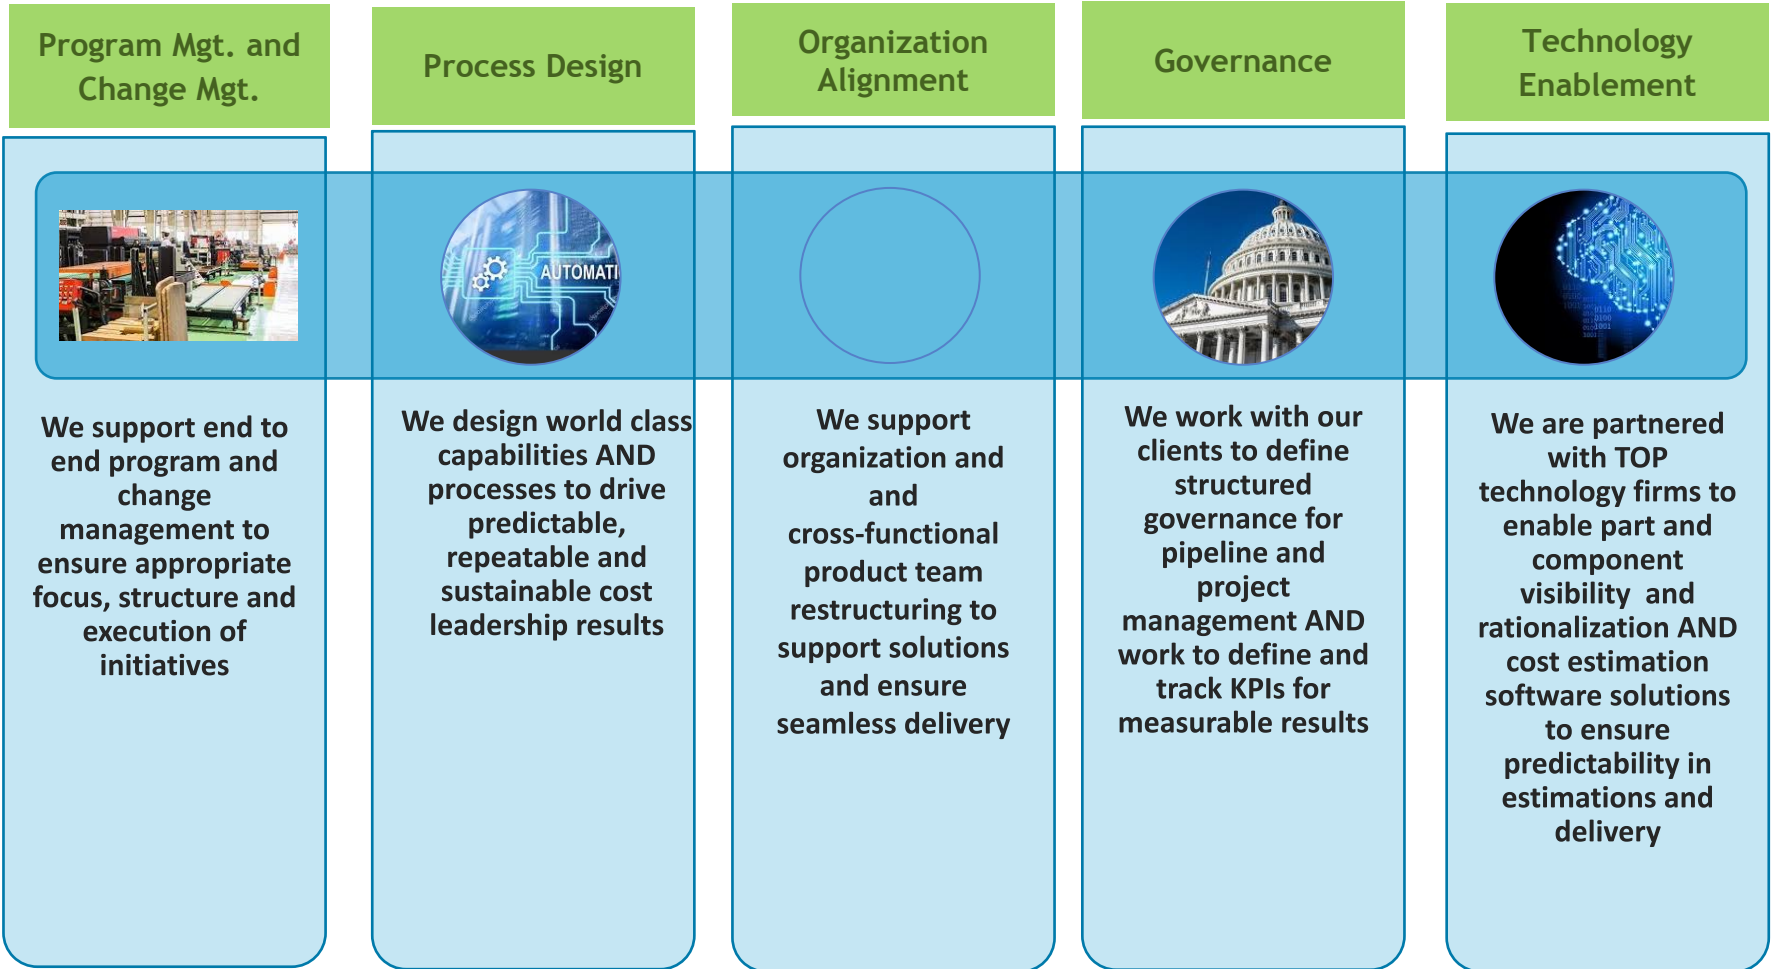 Program Mgt. and
Change Mgt.
We support end to
end program and
change
management to
ensure appropriate
focus, structure and
execution of
initiatives
Process Design
AUTOMATI
We design world class
capabilities AND
processes to drive
predictable,
repeatable and
sustainable cost
leadership results
Organization
Alignment
We support
organization and
and
cross-functional
product team
restructuring to
support solutions
and ensure
seamless delivery
Governance
We work with our
clients to define
structured
governance for
pipeline and
project
management AND
work to define and
track KPIs for
measurable results
Technology
Enablement
We are partnered
with TOP
technology firms to
enable part and
component
visibility  and
rationalization AND
cost estimation
software solutions
to ensure
predictability in
estimations and
delivery